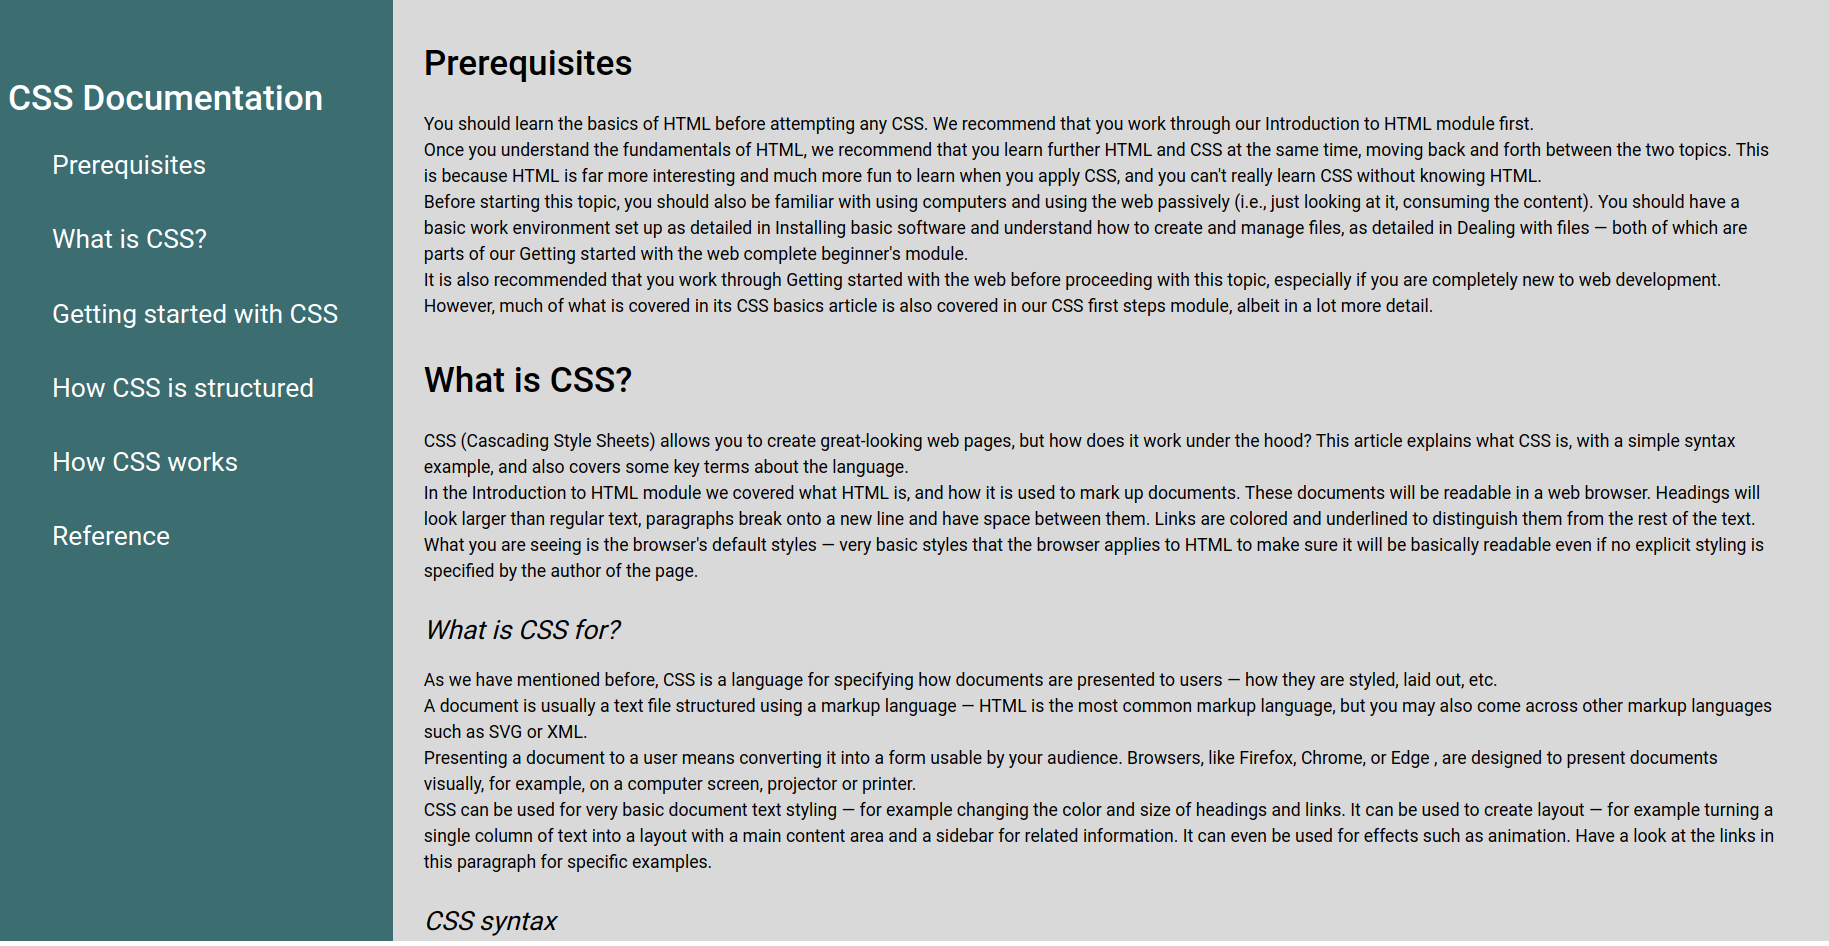 CSS Documentation
Prerequisites
What is CSS?
Getting started with CSS
How CSS is structured
How CSS works
Reference
Prerequisites
You should learn the basics of HTML before attempting any CSS. We recommend that you work through our Introduction to HTML module first.
Once you understand the fundamentals of HTML, we recommend that you learn further HTML and CSS at the same time, moving back and forth between the two topics. This
is because HTML is far more interesting and much more fun to learn when you apply CSS, and you can't really learn CSS without knowing HTML.
Before starting this topic, you should also be familiar with using computers and using the web passively (i.e., just looking at it, consuming the content). You should have a
basic work environment set up as detailed in Installing basic software and understand how to create and manage files, as detailed in Dealing with files — both of which are
parts of our Getting started with the web complete beginner's module.
It is also recommended that you work through Getting started with the web before proceeding with this topic, especially if you are completely new to web development.
However, much of what is covered in its CSS basics article is also covered in our CSS first steps module, albeit in a lot more detail.
What is CSS?
CSS (Cascading Style Sheets) allows you to create great-looking web pages, but how does it work under the hood? This article explains what CSS is, with a simple syntax
example, and also covers some key terms about the language.
In the Introduction to HTML module we covered what HTML is, and how it is used to mark up documents. These documents will be readable in a web browser. Headings will
look larger than regular text, paragraphs break onto a new line and have space between them. Links are colored and underlined to distinguish them from the rest of the text.
What you are seeing is the browser's default styles — very basic styles that the browser applies to HTML to make sure it will be basically readable even if no explicit styling is
specified by the author of the page.
What is CSS for?
As we have mentioned before, CSS is a language for specifying how documents are presented to users — how they are styled, laid out, etc.
A document is usually a text file structured using a markup language — HTML is the most common markup language, but you may also come across other markup languages
such as SVG or XML.
Presenting a document to a user means converting it into a form usable by your audience. Browsers, like Firefox, Chrome, or Edge , are designed to present documents
visually, for example, on a computer screen, projector or printer.
CSS can be used for very basic document text styling — for example changing the color and size of headings and links. It can be used to create layout — for example turning a
single column of text into a layout with a main content area and a sidebar for related information. It can even be used for effects such as animation. Have a look at the links in
this paragraph for specific examples.
CSS syntax